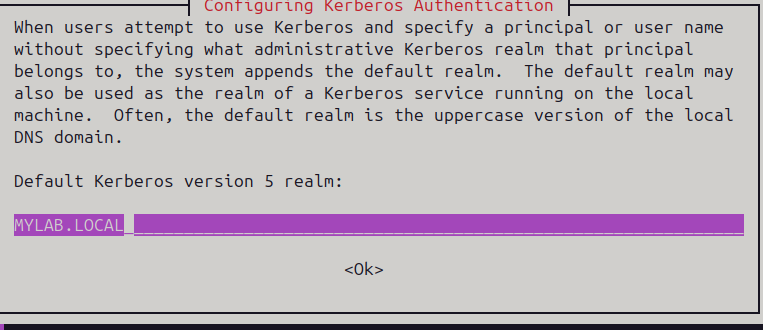 Configuring Kerberos Authentication
When users attempt to use Kerberos and specify a principal or user name
without specifying what administrative Kerberos realm that principal
belongs to, the system appends the default realm.  The default realm may
also be used as the realm of a Kerberos service running on the local
machine.  Often, the default realm is the uppercase version of the local
DNS domain.
Default Kerberos version 5 realm:
MYLAB.LOCAL
<Ok>